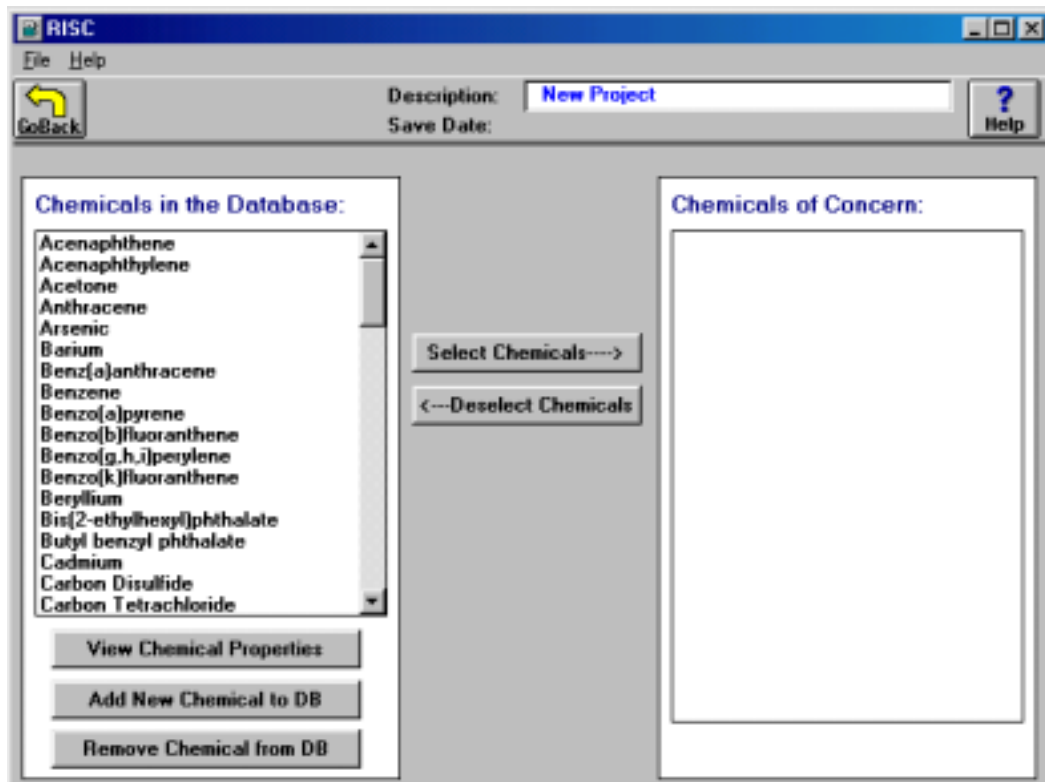 RISC
File Help
GoBack
Description: New Project
Save Date:
Help
Chemicals in the Database:
Acenaphthene
Acenaphthylene
Acetone
Anthracene
Arsenic
Barium
Benz[a]anthracene
Benzene
Benzo[a]pyrene
Benzo[b]fluoranthene
Benzo[g,h,i]perylene
Benzo[k]fluoranthene
Beryllium
Bis(2-ethylhexyl)phthalate
Butyl benzyl phthalate
Cadmium
Carbon Disulfide
Carbon Tetrachloride
View Chemical Properties
Add New Chemical to DB
Remove Chemical from DB
Select Chemicals---->
<---Deselect Chemicals
Chemicals of Concern: